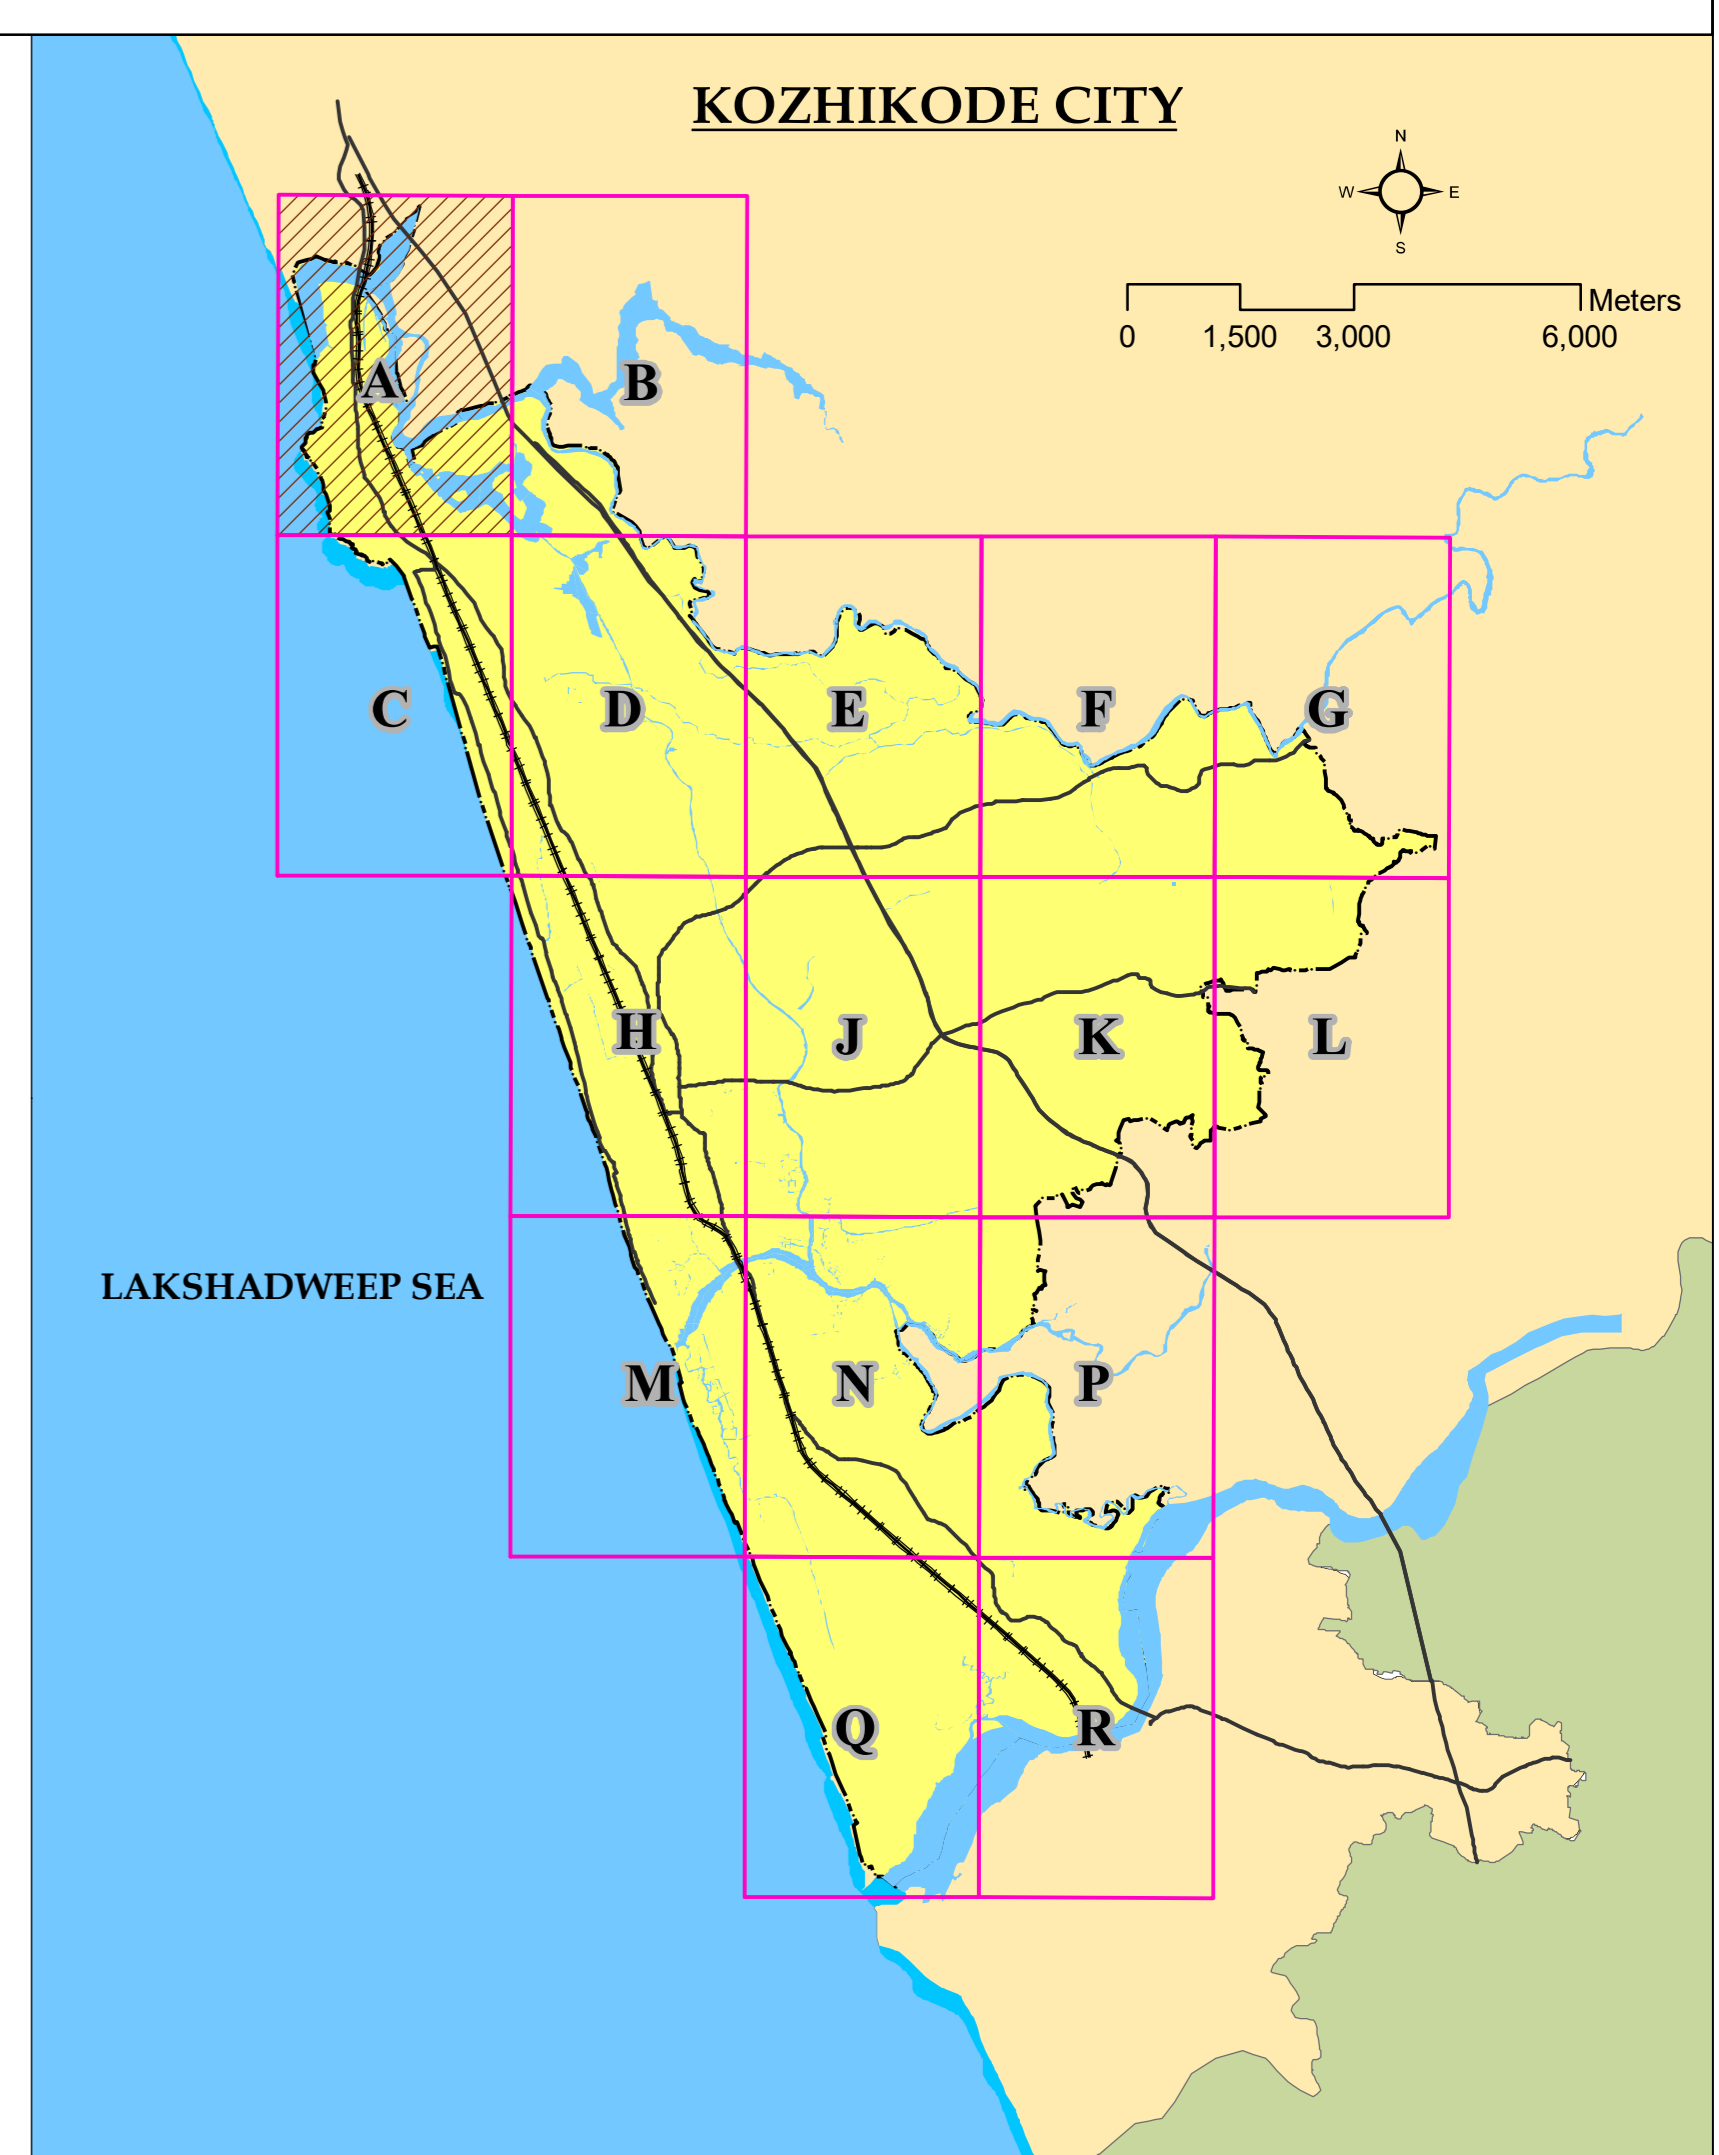 KOZHIKODE CITY
N
W E
S
Meters
0 1,500 3,000 6,000
A
B
C
D
E
F
G
H
J
K
L
LAKSHADWEEP SEA
M
N
P
Q
R